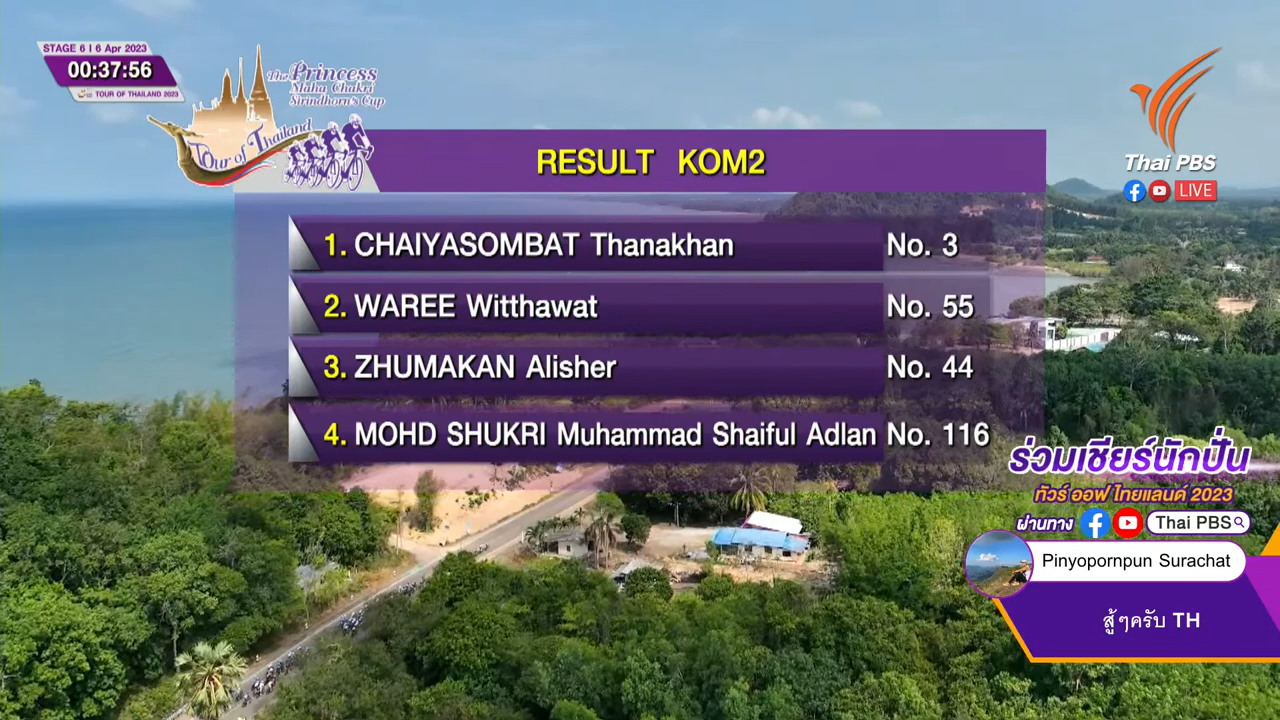 STAGE 6 | 6 Apr 2023
00:37:56
TOUR OF THAILAND 2023
The Princess
Maha Chakri
Sirindhorn's Cup
Tour of Thailand
RESULT KOM2
1. CHAIYASOMBAT Thanakhan No. 3
2. WAREE Witthawat No. 55
3. ZHUMAKAN Alisher No. 44
4. MOHD SHUKRI Muhammad Shaiful Adlan No. 116
Thai PBS
LIVE
ร่วมเชียร์นักปั่น
ทัวร์ ออฟ ไทยแลนด์ 2023
ผ่านทาง Thai PBS
Pinyopornpun Surachat
สู้ๆครับ TH